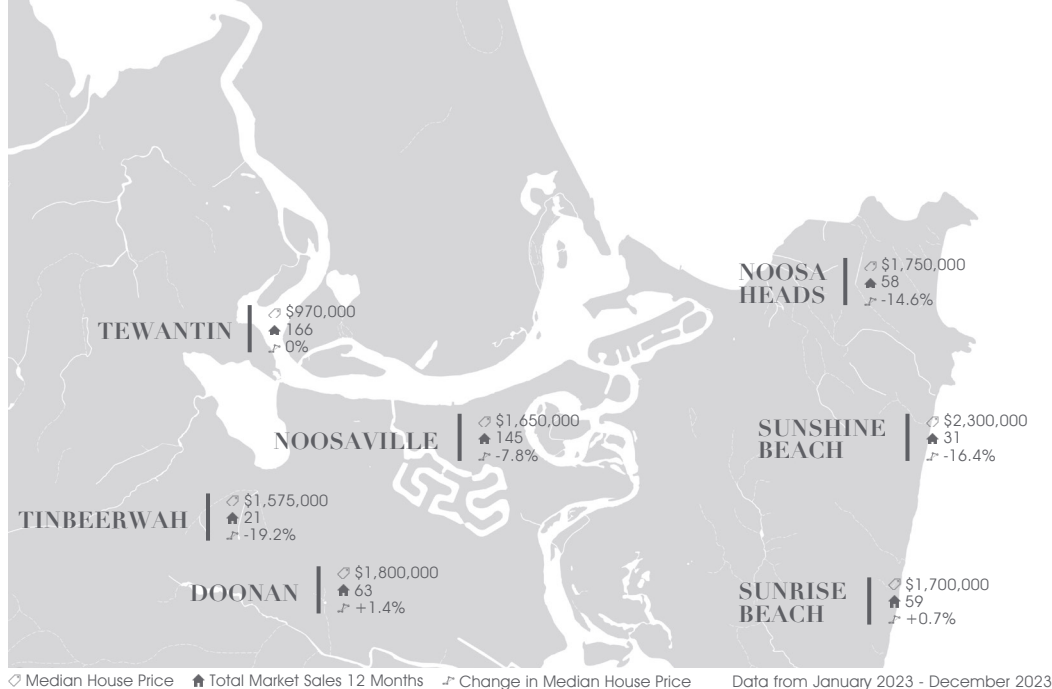 NOOSA
HEADS
$1,750,000
58
-14.6%
TEWANTIN
$970,000
166
0%
NOOSAVILLE
$1,650,000
145
-7.8%
SUNSHINE
BEACH
$2,300,000
31
-16.4%
TINBEERWAH
$1,575,000
21
-19.2%
DOONAN
$1,800,000
63
+1.4%
SUNRISE
BEACH
$1,700,000
59
+0.7%
Median House Price Total Market Sales 12 Months Change in Median House Price Data from January 2023 - December 2023